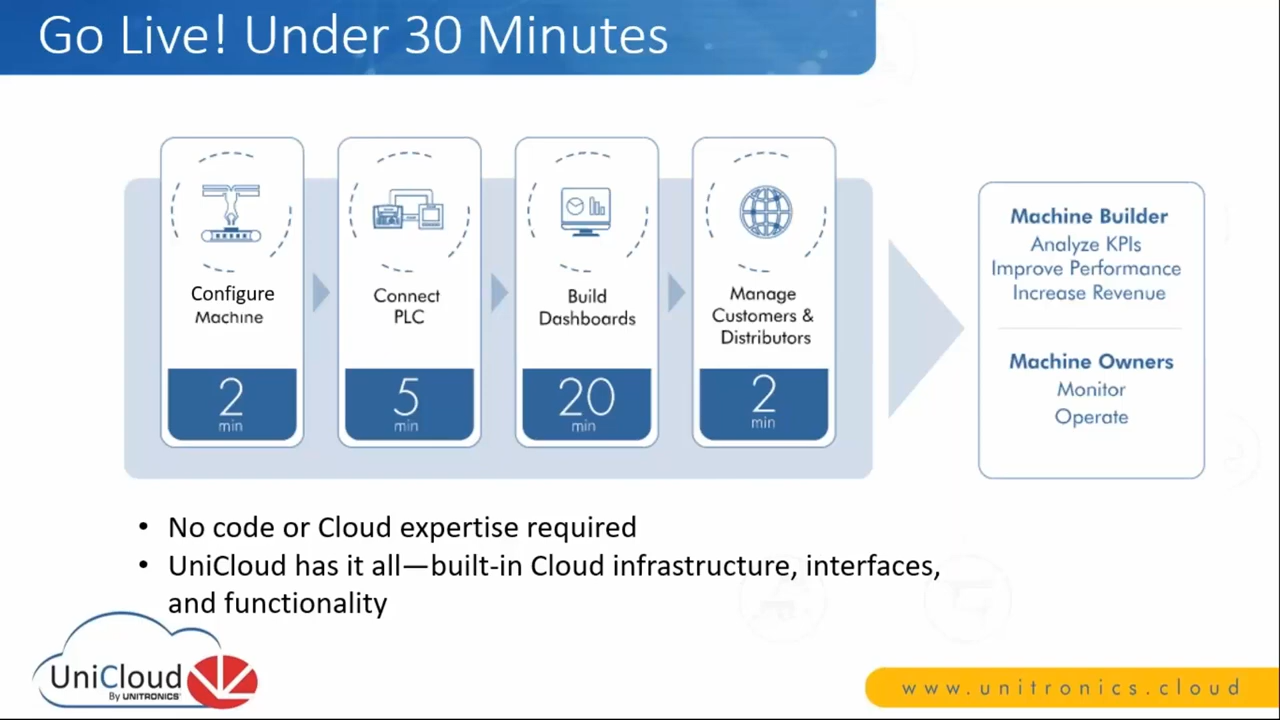 Go Live! Under 30 Minutes
Configure
Machine
2
min
Connect
PLC
5
min
Build
Dashboards
20
min
Manage
Customers &
Distributors
2
min
Machine Builder
Analyze KPIs
Improve Performance
Increase Revenue
Machine Owners
Monitor
Operate
• No code or Cloud expertise required
• UniCloud has it all—built-in Cloud infrastructure, interfaces,
and functionality
UniCloud
By UNITRONICS
www.unitronics.cloud